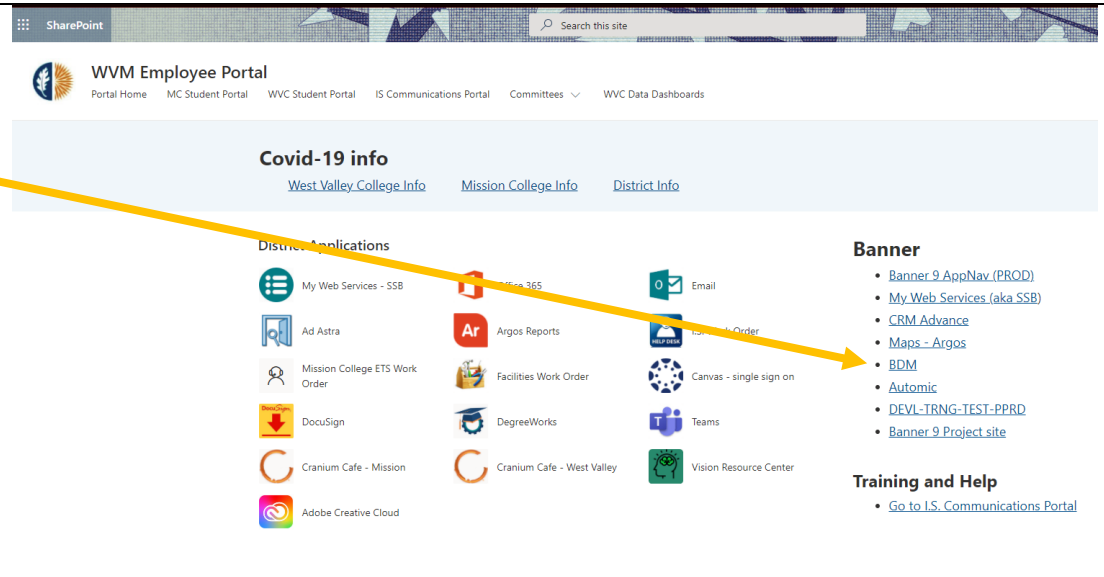 SharePoint
Search this site
WVM Employee Portal
Portal Home MC Student Portal WVC Student Portal IS Communications Portal Committees WVC Data Dashboards
Covid-19 info
West Valley College Info Mission College Info District Info
District Applications
My Web Services - SSB
Office 365
Email
Ad Astra
Ar
Argos Reports
HELP DESK
I.S. Work Order
Mission College ETS Work
Order
Facilities Work Order
Canvas - single sign on
DocuSign
DocuSign
DegreeWorks
Teams
Cranium Cafe - Mission
Cranium Cafe - West Valley
Vision Resource Center
Adobe Creative Cloud
Banner
Banner 9 AppNav (PROD)
My Web Services (aka SSB)
CRM Advance
Maps - Argos
BDM
Automic
DEVL-TRNG-TEST-PPRD
Banner 9 Project site
Training and Help
Go to I.S. Communications Portal